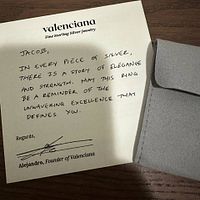 valenciana
Fine Sterling Silver Jewelry
JACOB,
IN EVERY PIECE OF SILVER,
THERE IS A STORY OF ELEGANCE
AND STRENGTH. MAY THIS RING
BE A REMINDER OF THE
UNWAVERING EXCELLENCE THAT
DEFINES YOU.
Regards,
Alejandro, Founder of Valenciana